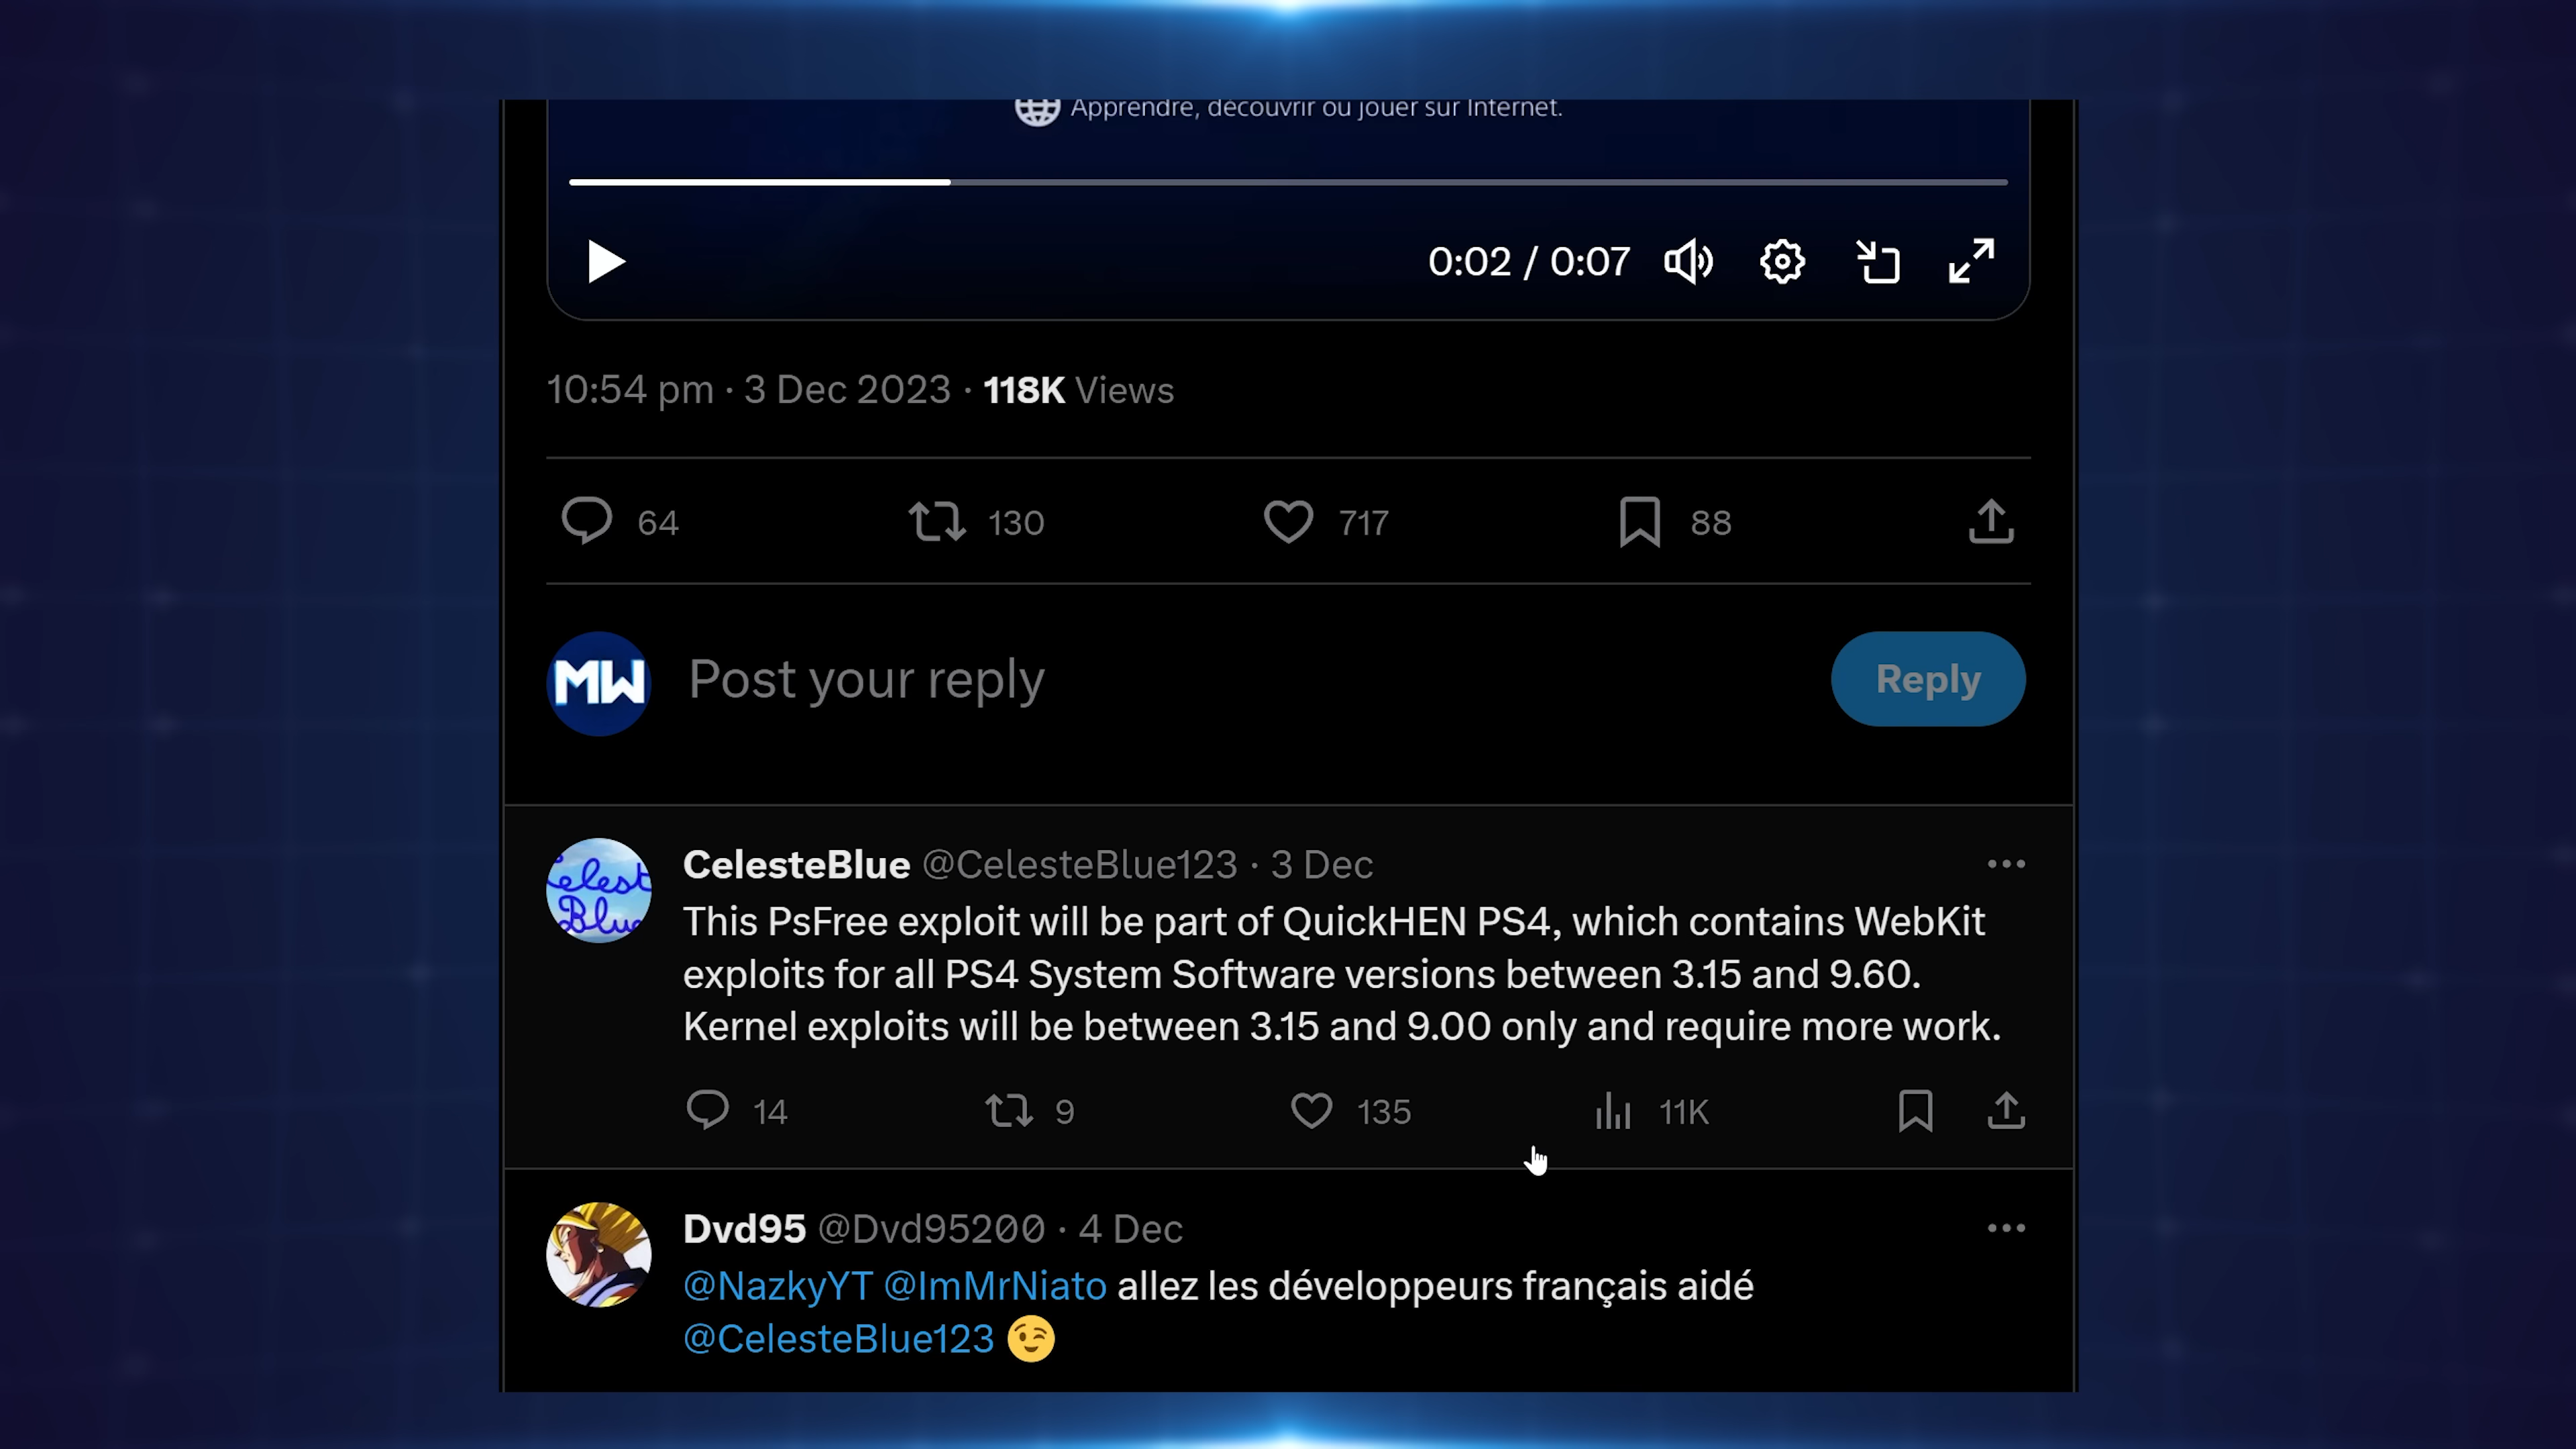 Apprendre, découvrir ou jouer sur Internet.
0:02 / 0:07
10:54 pm · 3 Dec 2023 · 118K Views
64 130 717 88
MW Post your reply Reply
CelesteBlue @CelesteBlue123 · 3 Dec
elest
Blu
This PsFree exploit will be part of QuickHEN PS4, which contains WebKit
exploits for all PS4 System Software versions between 3.15 and 9.60.
Kernel exploits will be between 3.15 and 9.00 only and require more work.
14 9 135 11K
Dvd95 @Dvd95200 · 4 Dec
@NazkyYT @ImMrNiato allez les développeurs français aidé
@CelesteBlue123 😉